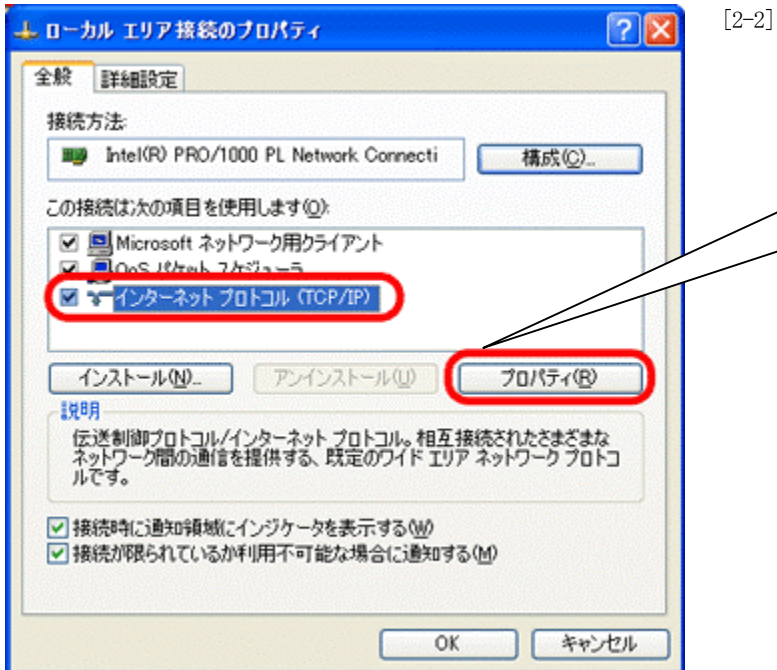 ローカル エリア接続のプロパティ
[2-2]
全般
詳細設定
接続方法:
Intel(R) PRO/1000 PL Network Connecti
構成(C)...
この接続は次の項目を使用します(O):
Microsoft ネットワーク用クライアント
QoS パケット スケジューラ
インターネット プロトコル (TCP/IP)
インストール(N)...
アンインストール(U)
プロパティ(R)
説明
伝送制御プロトコル/インターネット プロトコル。相互接続されたさまざまな
ネットワーク間の通信を提供する、既定のワイド エリア ネットワーク プロトコ
ルです。
接続時に通知領域にインジケータを表示する(W)
接続が限られているか利用不可能な場合に通知する(M)
OK
キャンセル